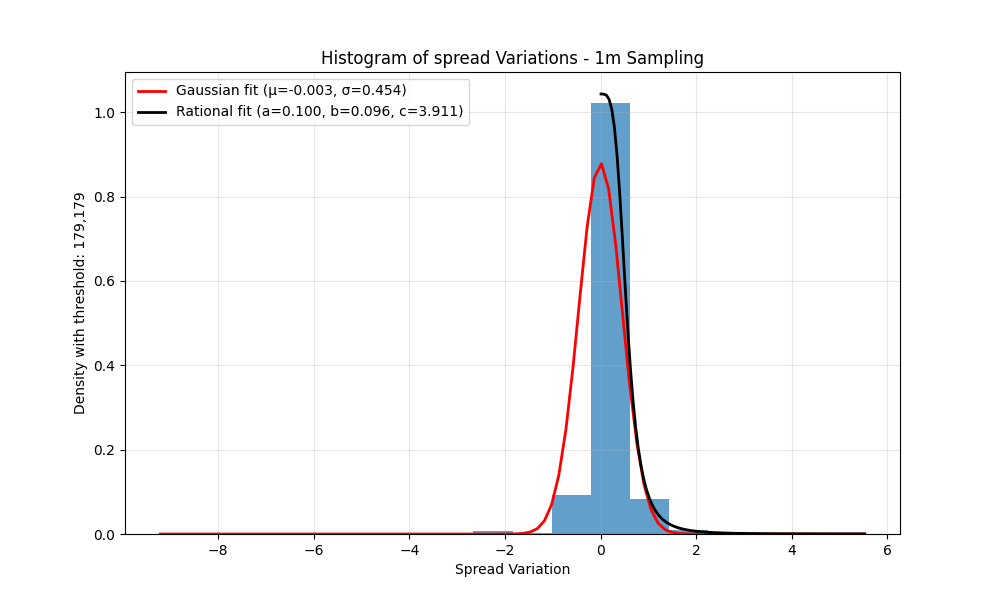 Histogram of spread Variations - 1m Sampling
Gaussian fit (μ=-0.003, σ=0.454)
Rational fit (a=0.100, b=0.096, c=3.911)
Density with threshold: 179,179
1.0
0.8
0.6
0.4
0.2
0.0
−8 −6 −4 −2 0 2 4 6
Spread Variation